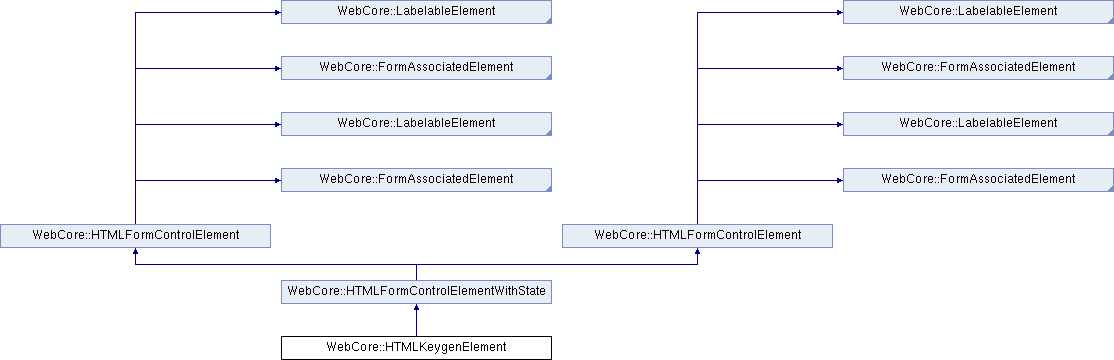 WebCore::LabelableElement
WebCore::LabelableElement
WebCore::FormAssociatedElement
WebCore::FormAssociatedElement
WebCore::LabelableElement
WebCore::LabelableElement
WebCore::FormAssociatedElement
WebCore::FormAssociatedElement
WebCore::HTMLFormControlElement
WebCore::HTMLFormControlElement
WebCore::HTMLFormControlElementWithState
WebCore::HTMLKeygenElement